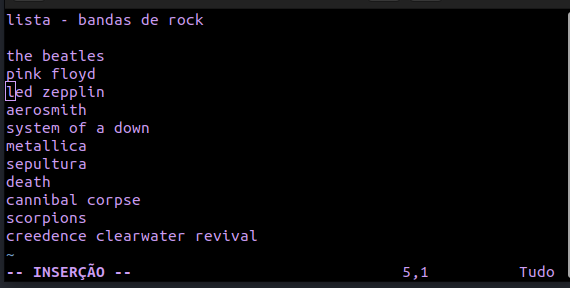 lista - bandas de rock
the beatles
pink floyd
led zepplin
aerosmith
system of a down
metallica
sepultura
death
cannibal corpse
scorpions
creedence clearwater revival
~
-- INSERÇÃO -- 5,1 Tudo